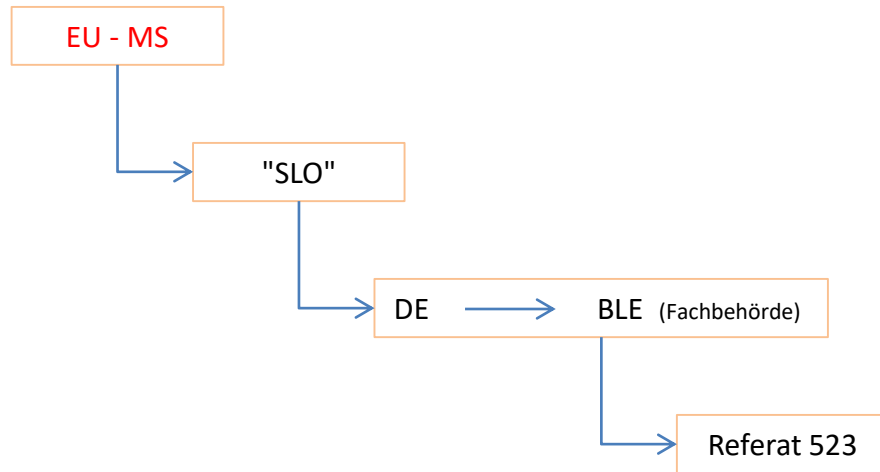 EU - MS
"SLO"
DE BLE (Fachbehörde)
Referat 523